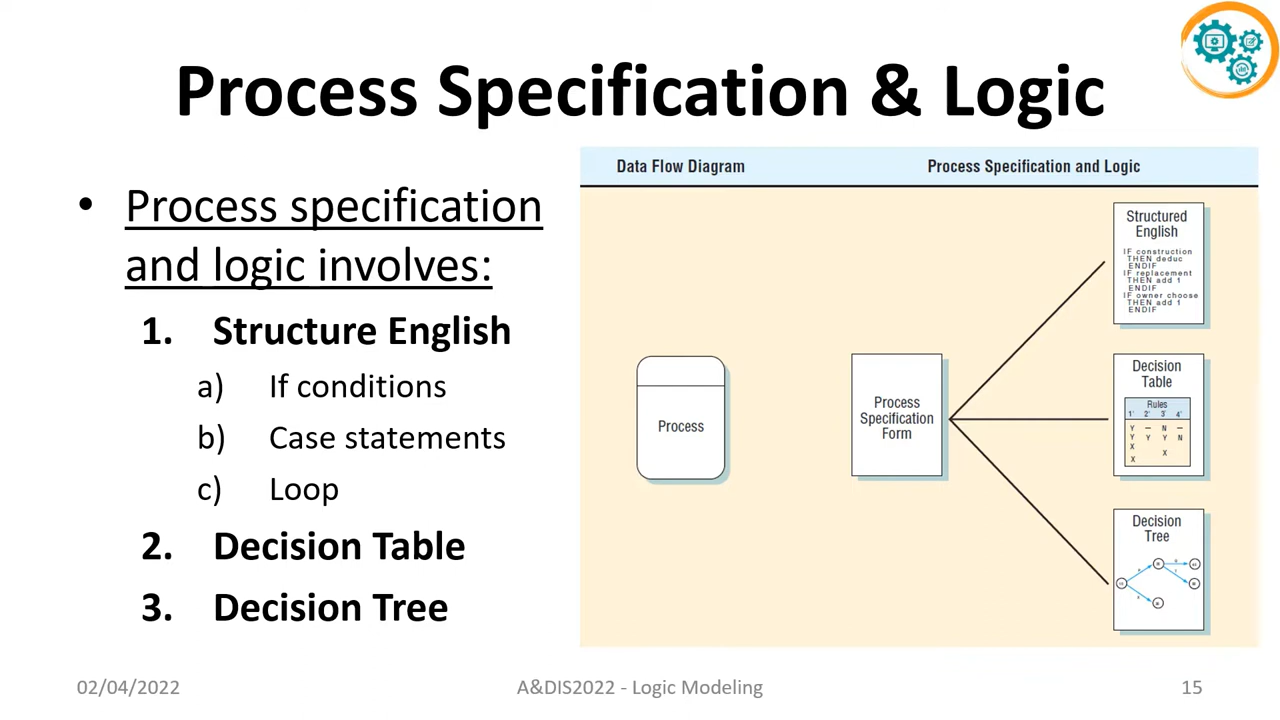 Process Specification & Logic
• Process specification
and logic involves:
1. Structure English
a) If conditions
b) Case statements
c) Loop
2. Decision Table
3. Decision Tree
Data Flow Diagram
Process Specification and Logic
Process
Process
Specification
Form
Structured
English
IF construction
THEN deduc
ENDIF
IF replacement
THEN add 1
ENDIF
IF owner choose
THEN add 1
ENDIF
Decision
Table
Rules
1' 2' 3' 4'
Y — N —
Y Y Y N
X
X
X
Decision
Tree
02/04/2022
A&DIS2022 - Logic Modeling
15